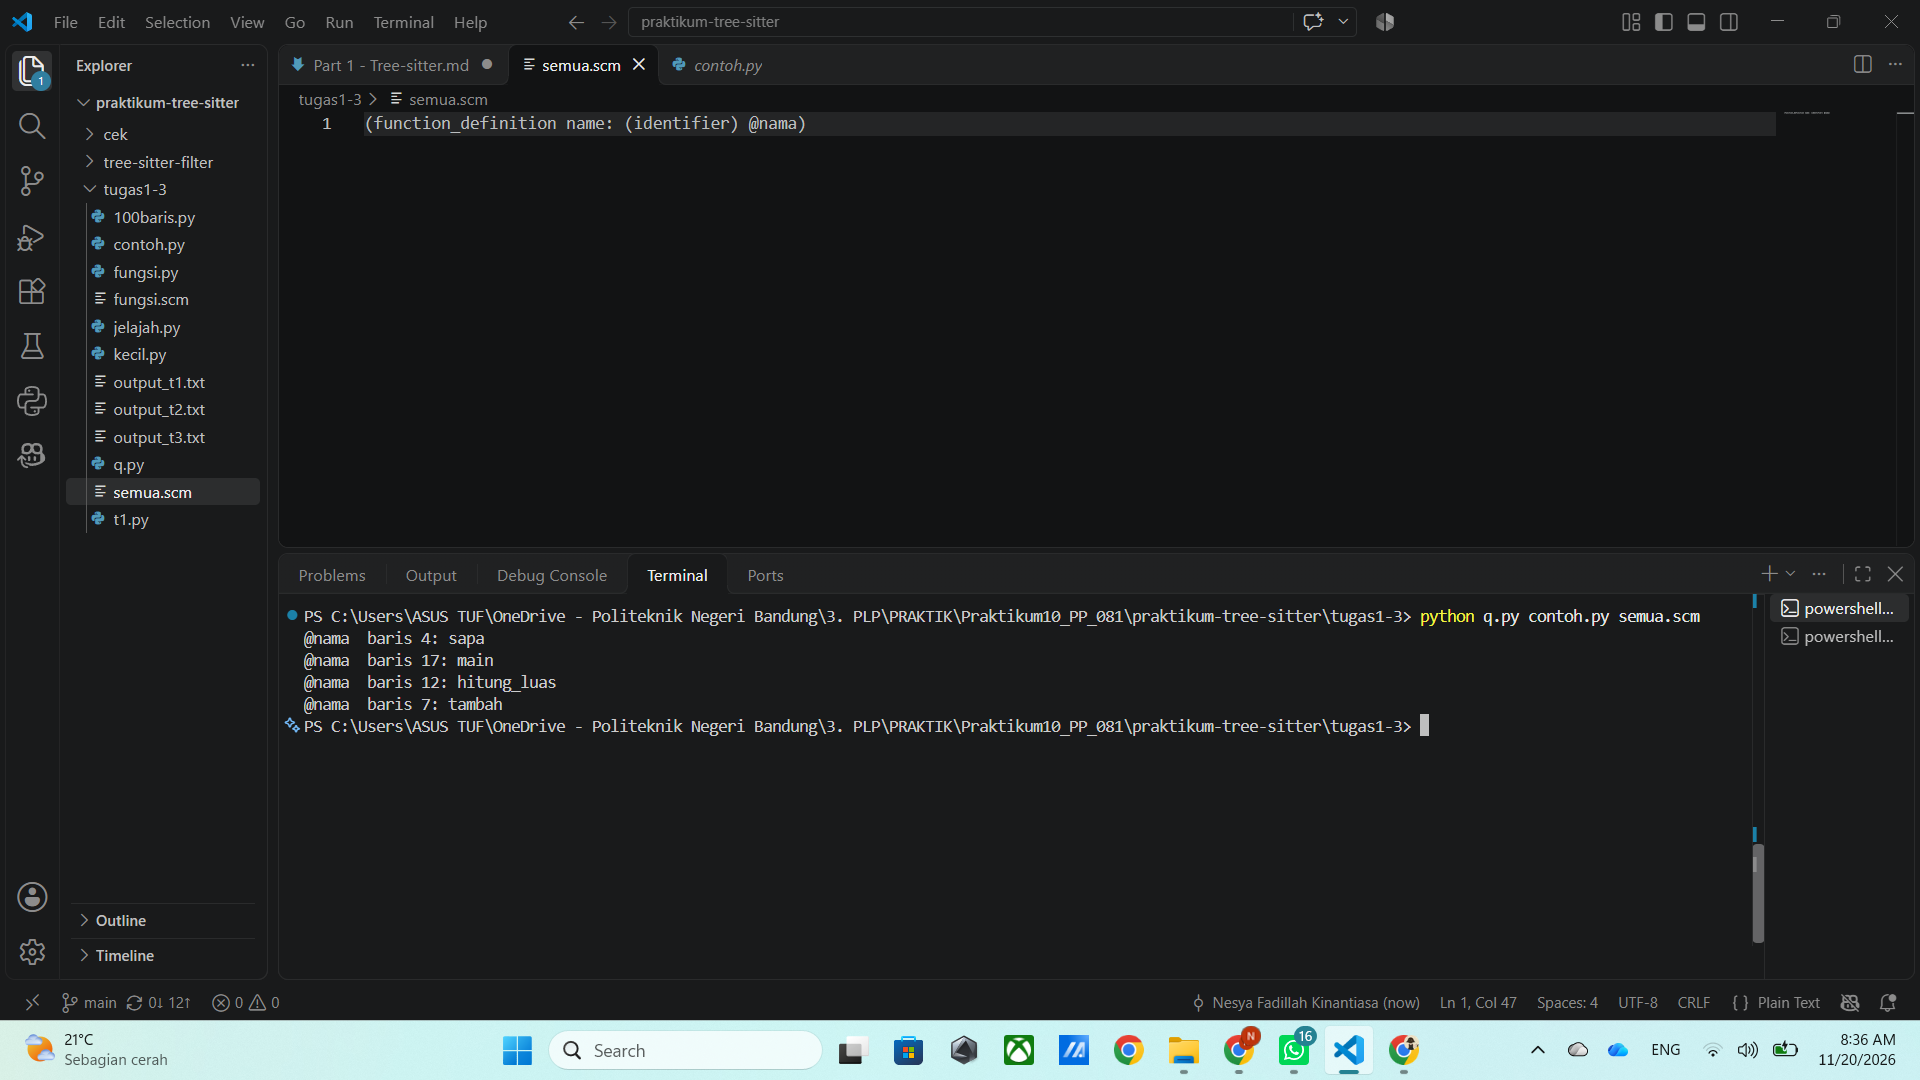 File Edit Selection View Go Run Terminal Help
praktikum-tree-sitter
Explorer
praktikum-tree-sitter
cek
tree-sitter-filter
tugas1-3
100baris.py
contoh.py
fungsi.py
fungsi.scm
jelajah.py
kecil.py
output_t1.txt
output_t2.txt
output_t3.txt
q.py
semua.scm
t1.py
Outline
Timeline
1
Part 1 - Tree-sitter.md semua.scm contoh.py
tugas1-3 semua.scm
1 (function_definition name: (identifier) @nama)
Problems Output Debug Console Terminal Ports
PS C:\Users\ASUS TUF\OneDrive - Politeknik Negeri Bandung\3. PLP\PRAKTIK\Praktikum10_PP_081\praktikum-tree-sitter\tugas1-3> python q.py contoh.py semua.scm
@nama baris 4: sapa
@nama baris 17: main
@nama baris 12: hitung_luas
@nama baris 7: tambah
PS C:\Users\ASUS TUF\OneDrive - Politeknik Negeri Bandung\3. PLP\PRAKTIK\Praktikum10_PP_081\praktikum-tree-sitter\tugas1-3>
powershell...
powershell...
main 0↓ 12↑ 0 0 Nesya Fadillah Kinantiasa (now) Ln 1, Col 47 Spaces: 4 UTF-8 CRLF { } Plain Text
21°C
Sebagian cerah
Search
N
16
ENG
8:36 AM
11/20/2026